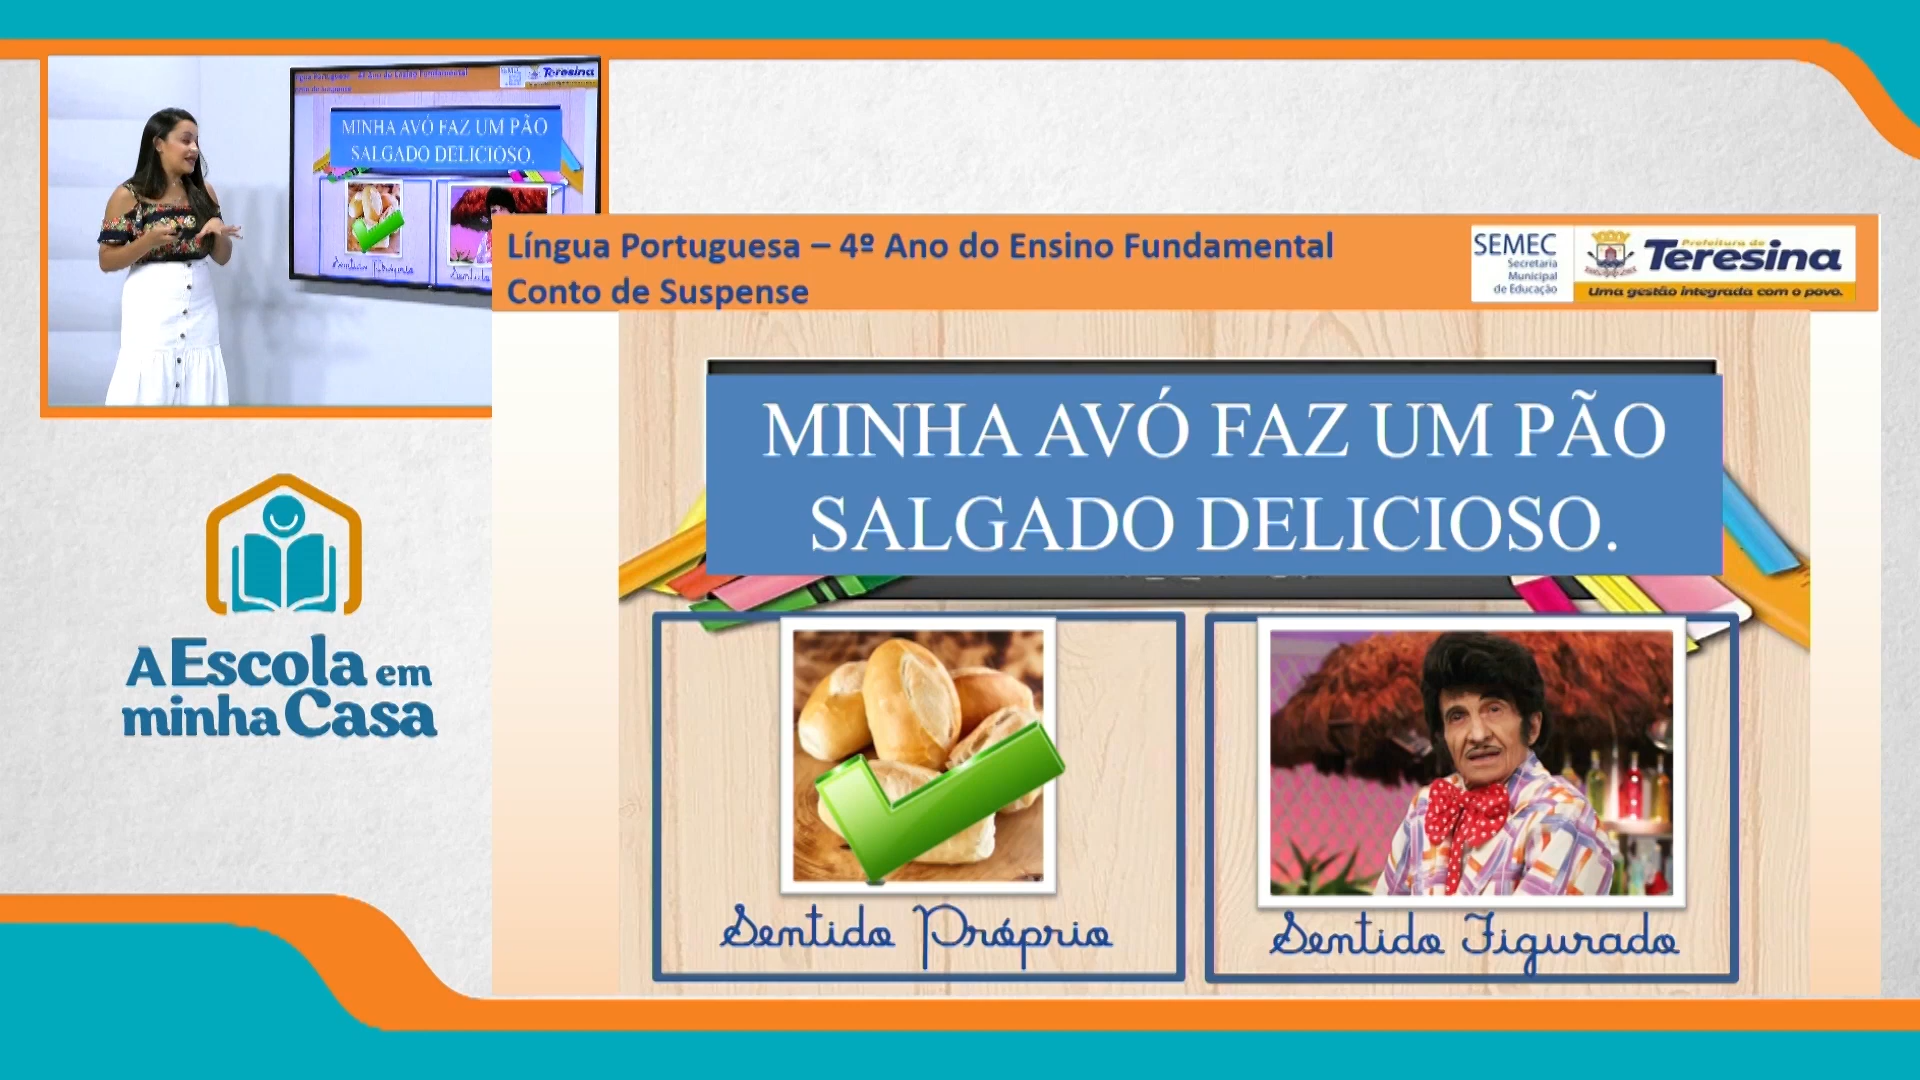 Língua Portuguesa – 4º Ano do Ensino Fundamental
Conto de Suspense
SEMEC
Secretaria
Municipal
de Educação
Prefeitura de
Teresina
Uma gestão integrada com o povo.
MINHA AVÓ FAZ UM PÃO
SALGADO DELICIOSO.
Sentido Próprio
Sentido Figurado
A Escola em
minha Casa
Teresina
MINHA AVÓ FAZ UM PÃO
SALGADO DELICIOSO.
Sentido Próprio